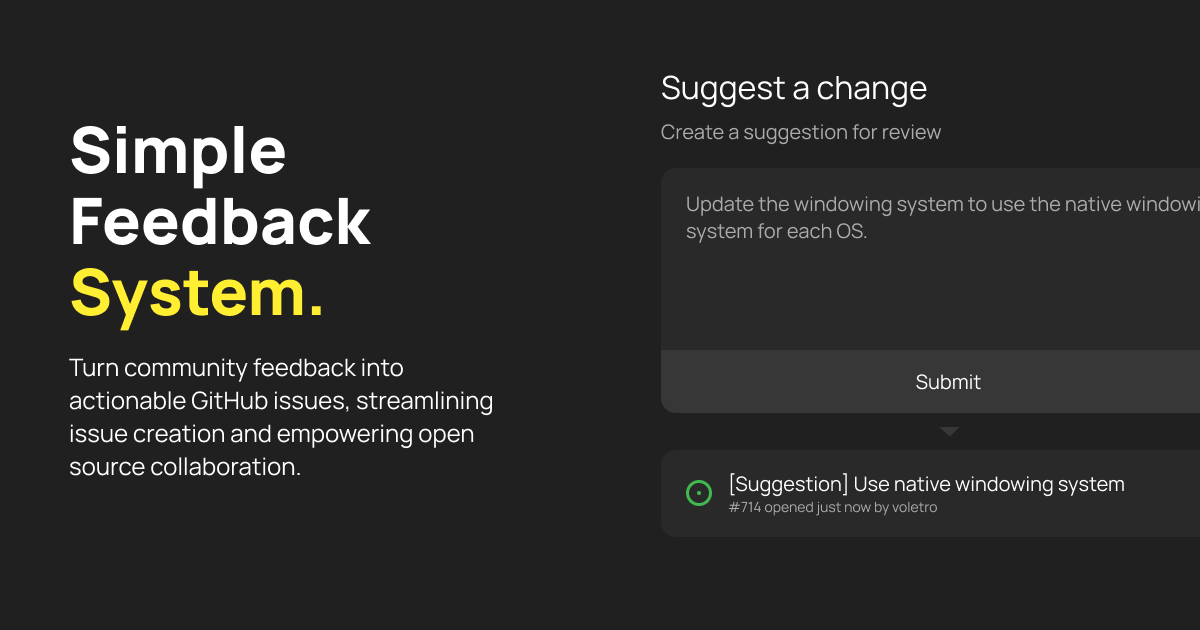 Simple
Feedback
System.
Turn community feedback into
actionable GitHub issues, streamlining
issue creation and empowering open
source collaboration.
Suggest a change
Create a suggestion for review
Update the windowing system to use the native windowi
system for each OS.
Submit
[Suggestion] Use native windowing system
#714 opened just now by voletro